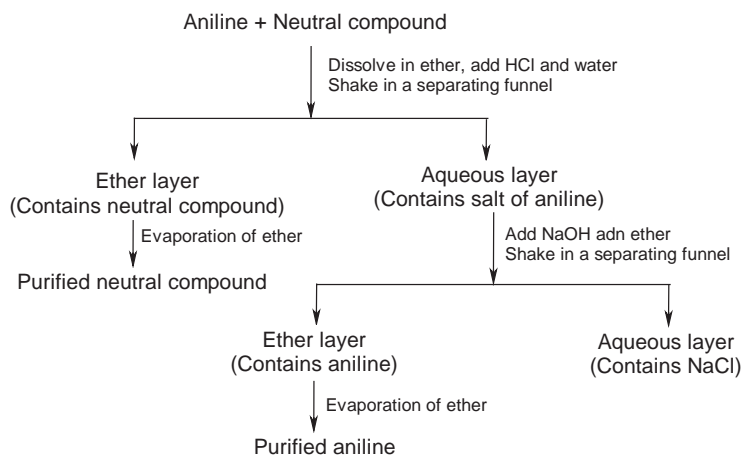 Aniline + Neutral compound
Dissolve in ether, add HCl and water
Shake in a separating funnel
Ether layer
(Contains neutral compound)
Aqueous layer
(Contains salt of aniline)
Evaporation of ether
Add NaOH adn ether
Shake in a separating funnel
Purified neutral compound
Ether layer
(Contains aniline)
Aqueous layer
(Contains NaCl)
Evaporation of ether
Purified aniline